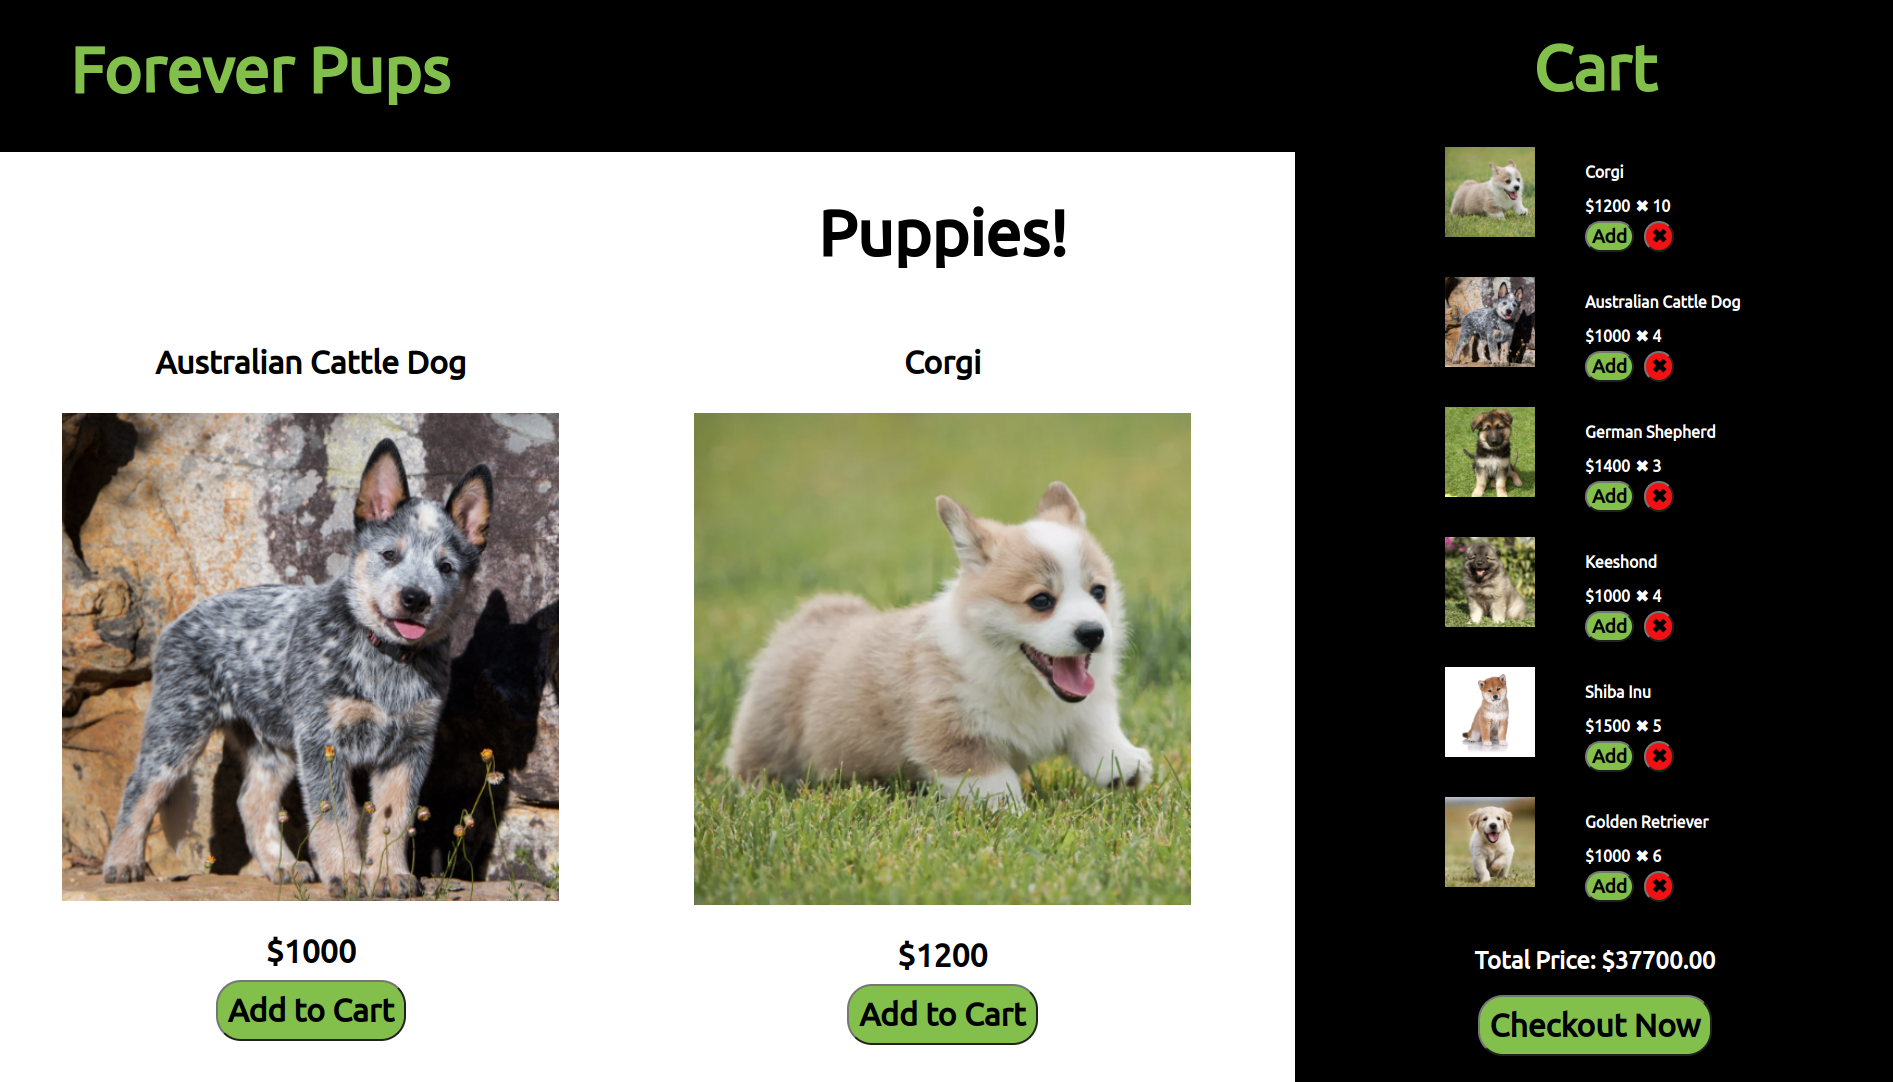 Forever Pups
Puppies!
Australian Cattle Dog
$1000
Add to Cart
Corgi
$1200
Add to Cart
Cart
Corgi
$1200 ✖ 10
Add ✖
Australian Cattle Dog
$1000 ✖ 4
Add ✖
German Shepherd
$1400 ✖ 3
Add ✖
Keeshond
$1000 ✖ 4
Add ✖
Shiba Inu
$1500 ✖ 5
Add ✖
Golden Retriever
$1000 ✖ 6
Add ✖
Total Price: $37700.00
Checkout Now